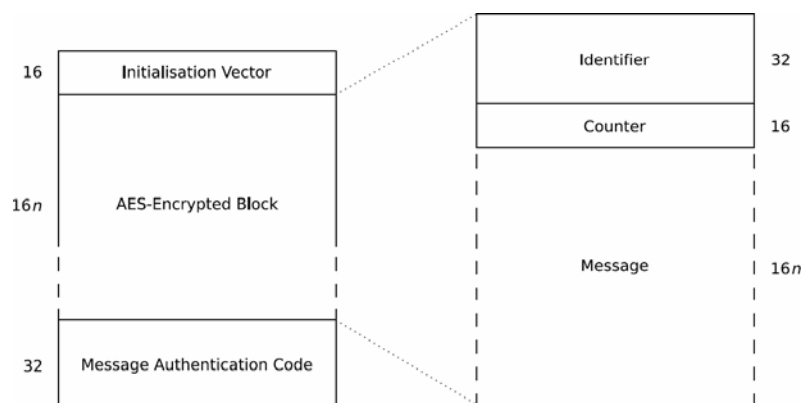 Identifier
32
16
Initialisation Vector
Counter
16
16n
AES-Encrypted Block
Message
16n
32
Message Authentication Code